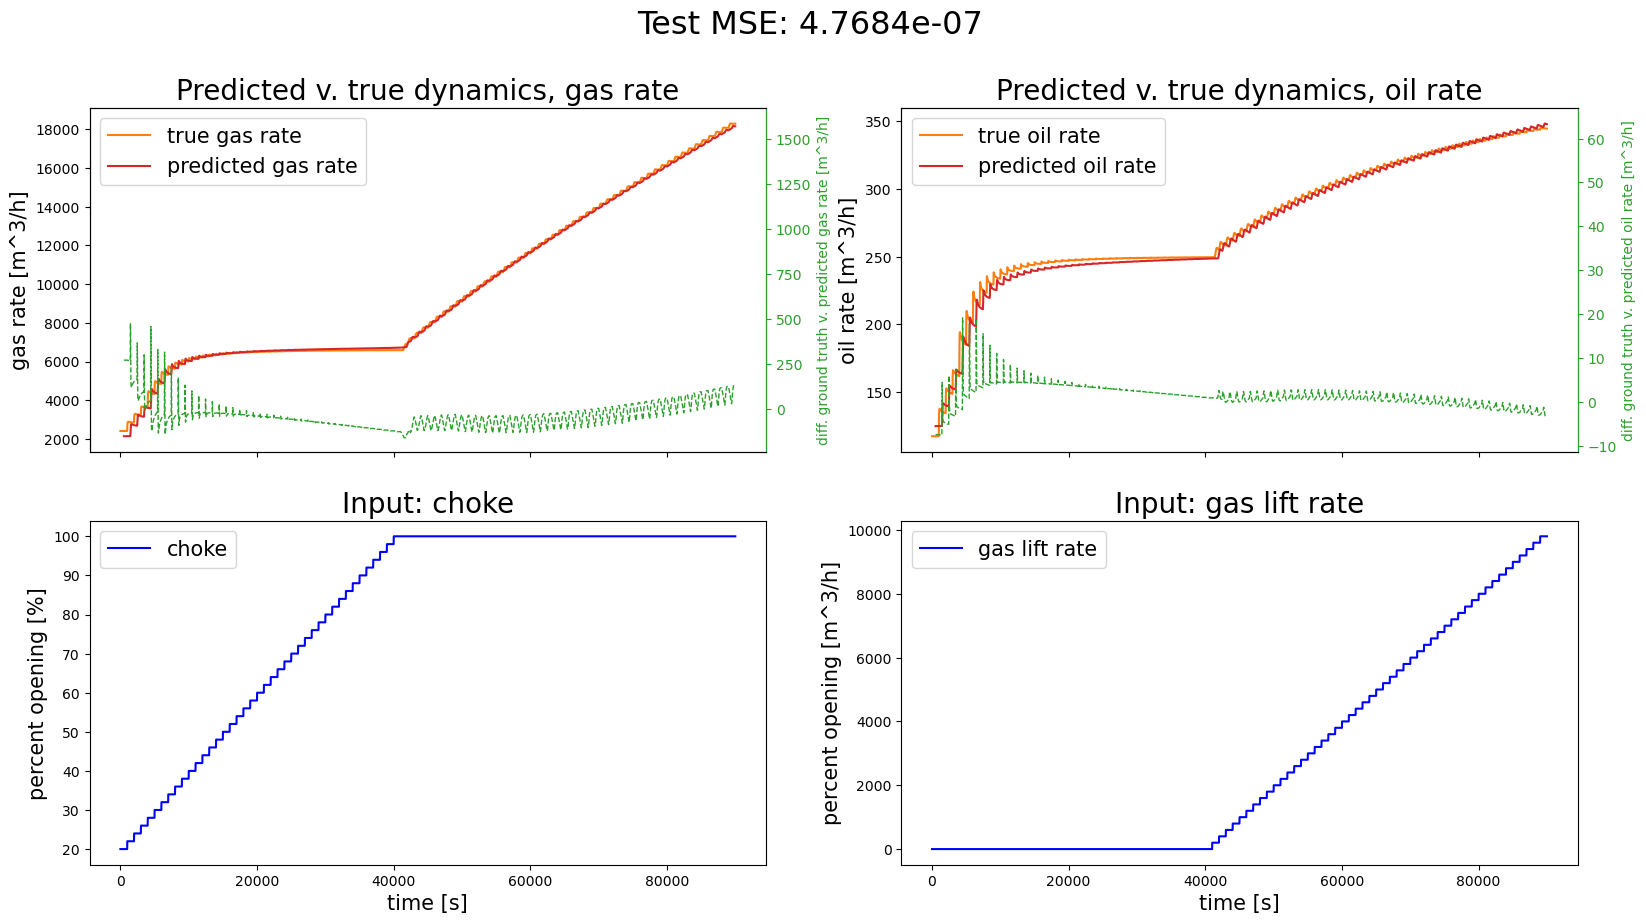 Test MSE: 4.7684e-07
Predicted v. true dynamics, gas rate
true gas rate
predicted gas rate
gas rate [m^3/h]
18000
16000
14000
12000
10000
8000
6000
4000
2000
1500
1250
1000
750
500
250
0
diff. ground truth v. predicted gas rate [m^3/h]
Predicted v. true dynamics, oil rate
true oil rate
predicted oil rate
oil rate [m^3/h]
350
300
250
200
150
60
50
40
30
20
10
0
−10
diff. ground truth v. predicted oil rate [m^3/h]
Input: choke
choke
percent opening [%]
100
90
80
70
60
50
40
30
20
0 20000 40000 60000 80000
time [s]
Input: gas lift rate
gas lift rate
percent opening [m^3/h]
10000
8000
6000
4000
2000
0
0 20000 40000 60000 80000
time [s]